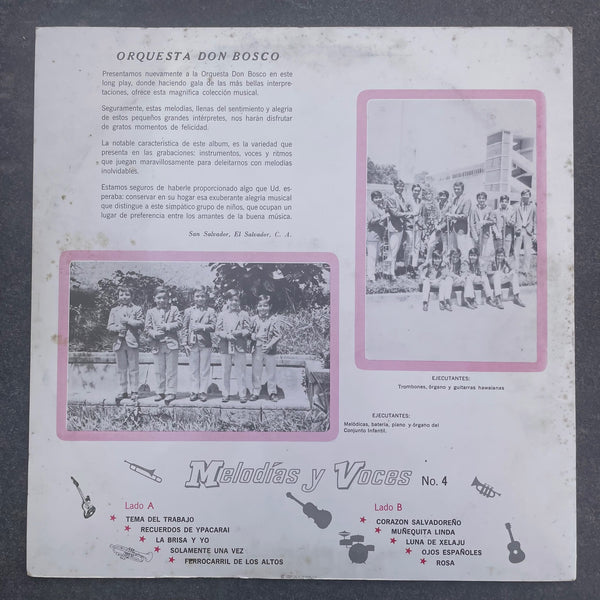 ORQUESTA DON BOSCO
Presentamos nuevamente a la Orquesta Don Bosco en este
long play, donde haciendo gala de las más bellas interpre-
taciones, ofrece esta magnífica colección musical.
Seguramente, estas melodías, llenas del sentimiento y alegría
de estos pequeños grandes intérpretes, nos harán disfrutar
de gratos momentos de felicidad.
La notable característica de este album, es la variedad que
presenta en las grabaciones: instrumentos, voces y ritmos
que juegan maravillosamente para deleitarnos con melodías
inolvidables.
Estamos seguros de haberle proporcionado algo que Ud. es-
peraba: conservar en su hogar esa exuberante alegría musical
que distingue a este simpático grupo de niños, que ocupan un
lugar de preferencia entre los amantes de la buena música.
San Salvador, El Salvador, C. A.
EJECUTANTES:
Trombones, órgano y guitarras hawaianas
EJECUTANTES:
Melódicas, batería, piano y órgano del
Conjunto Infantil.
Melodías y Voces No. 4
Lado A
TEMA DEL TRABAJO
RECUERDOS DE YPACARAI
LA BRISA Y YO
SOLAMENTE UNA VEZ
FERROCARRIL DE LOS ALTOS
Lado B
CORAZON SALVADOREÑO
MUÑEQUITA LINDA
LUNA DE XELAJU
OJOS ESPAÑOLES
ROSA